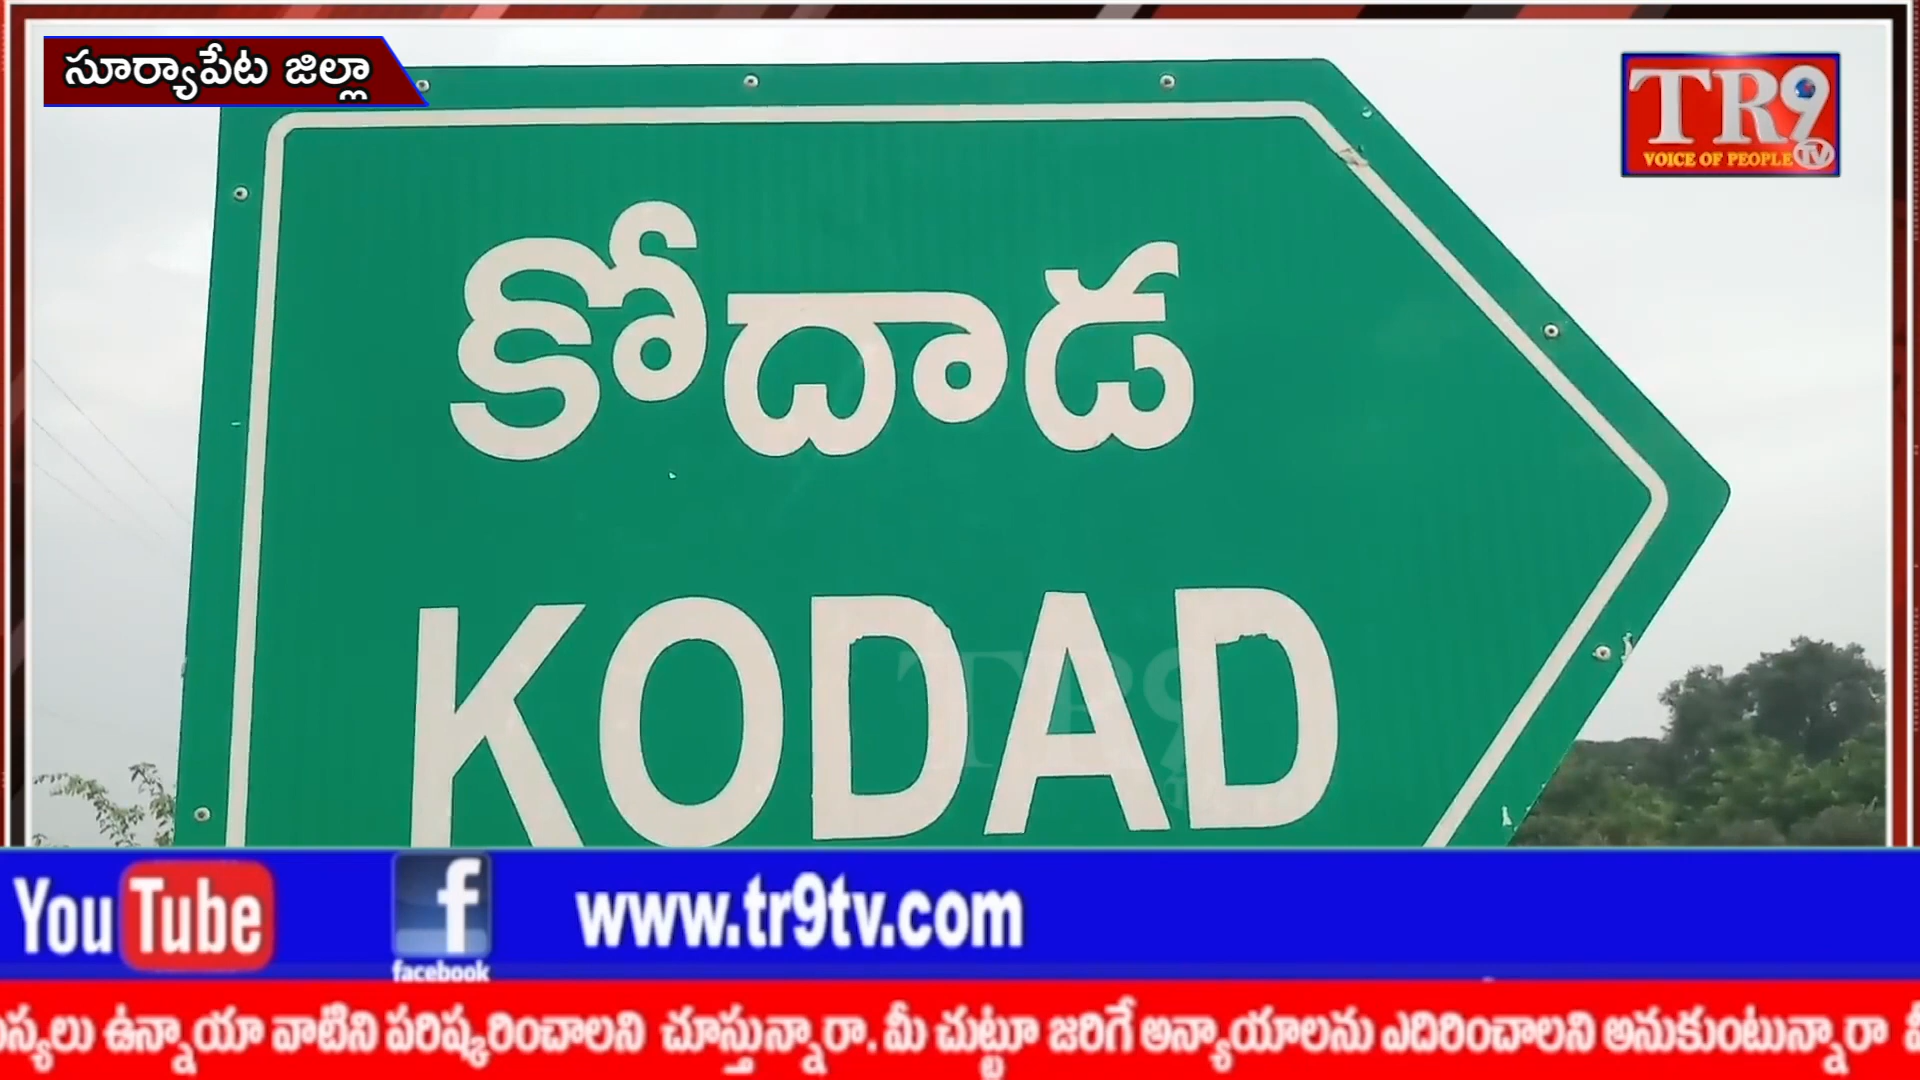 సూర్యాపేట జిల్లా
TR9
VOICE OF PEOPLE TV
కోదాడ
KODAD
YouTube
facebook
www.tr9tv.com
ఉన్నాయా వాటిని పరిష్కరించాలని చూస్తున్నారా. మీ చుట్టూ జరిగే అన్యాయాలను ఎదిరించాలని అనుకుంటున్నారా